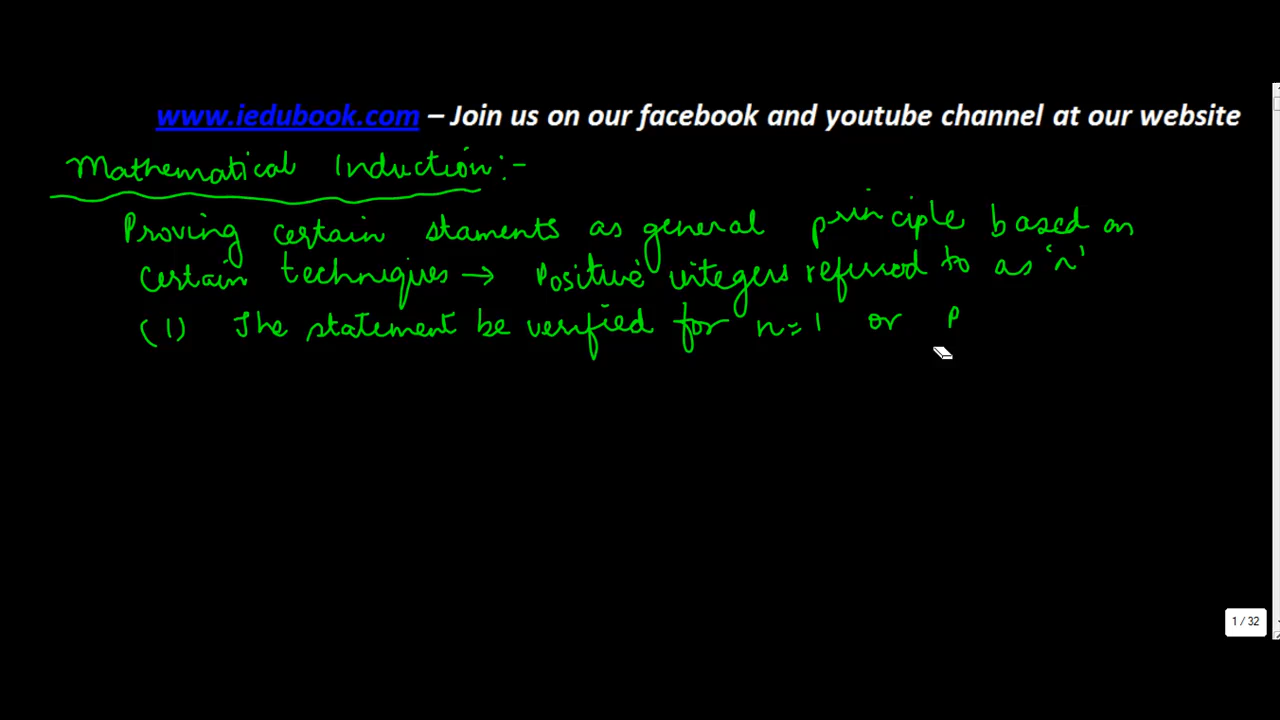 www.iedubook.com – Join us on our facebook and youtube channel at our website
Mathematical Induction:-
Proving certain staments as general principle based on
certain techniques → Positive integers referred to as 'n'
(1) The statement be verified for n=1 or P
1 / 32